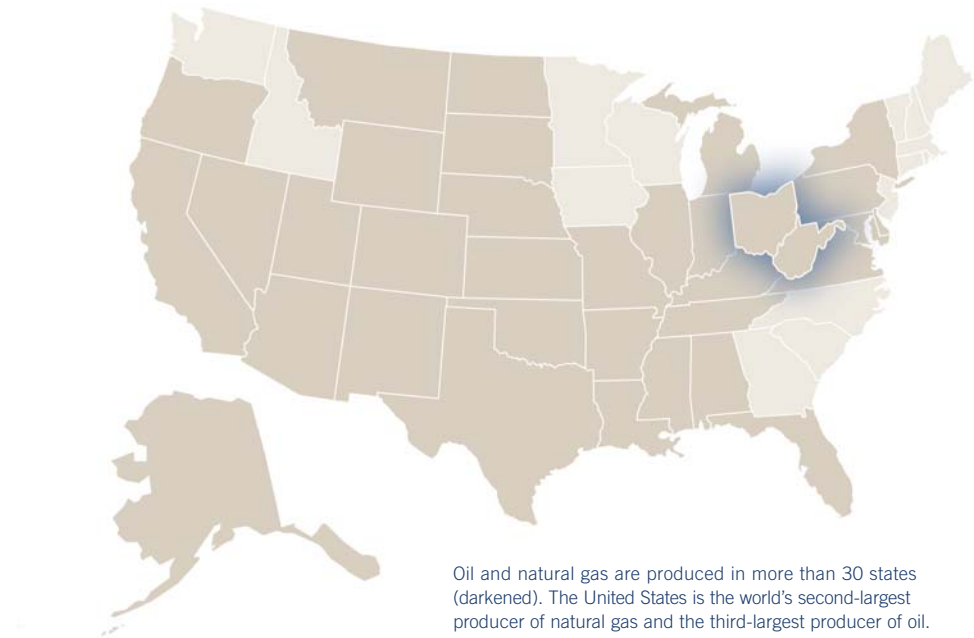 Oil and natural gas are produced in more than 30 states
(darkened). The United States is the world’s second-largest
producer of natural gas and the third-largest producer of oil.